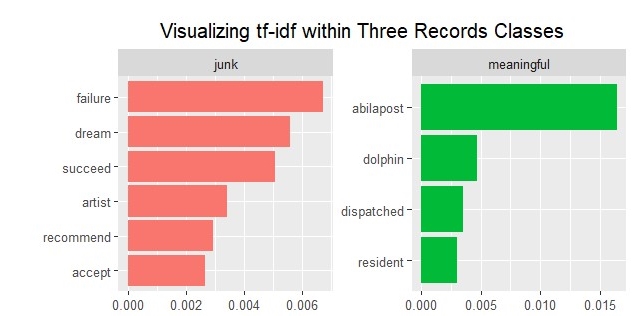 Visualizing tf-idf within Three Records Classes
junk
failure
dream
succeed
artist
recommend
accept
0.000 0.002 0.004 0.006
meaningful
abilapost
dolphin
dispatched
resident
0.000 0.005 0.010 0.015